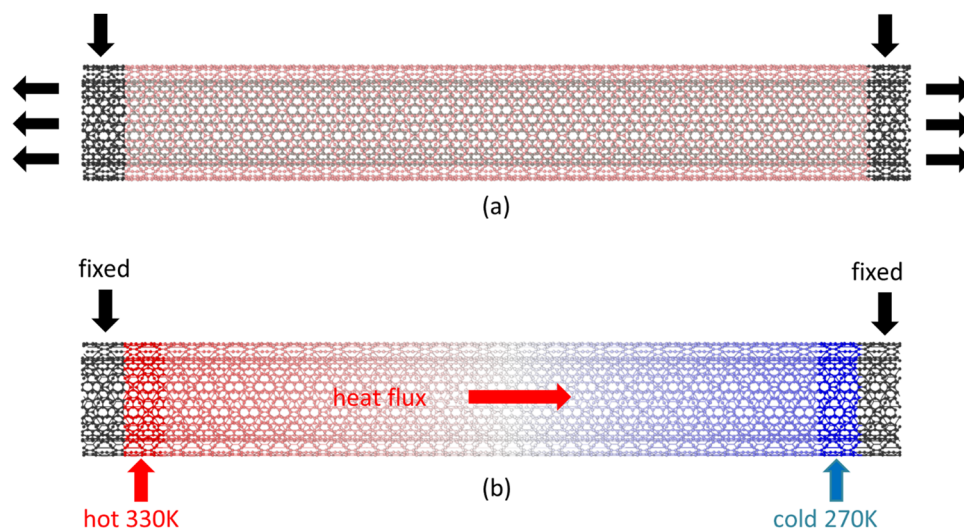 (a)
fixed
fixed
heat flux
(b)
hot 330K
cold 270K